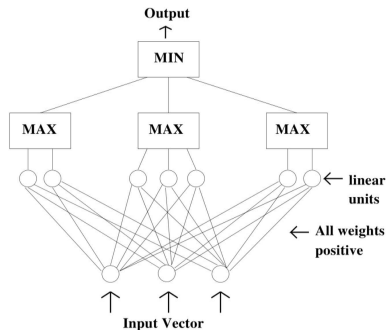 Output
MIN
MAX MAX MAX
linear
units
All weights
positive
Input Vector